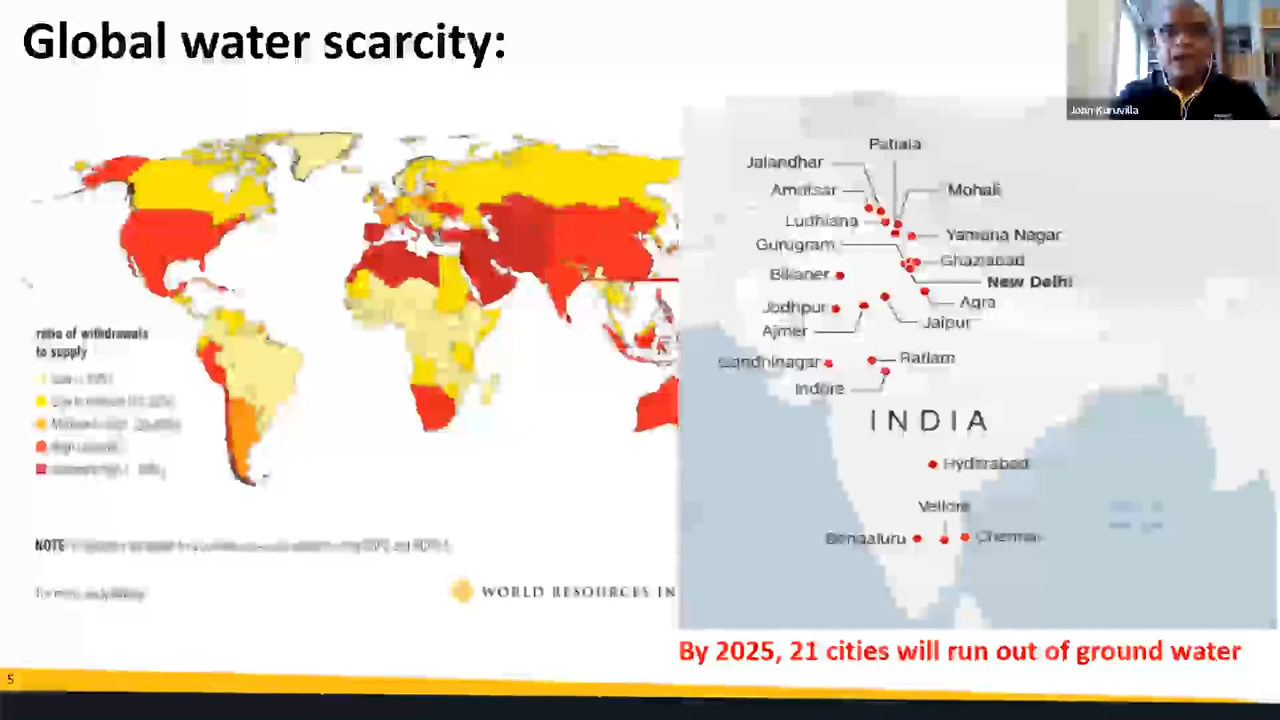 Global water scarcity:
John Kuruvilla
Patiala
Jalandhar
Amritsar
Mohali
Ludhiana
Yamuna Nagar
Gurugram
Ghaziabad
Bikaner
New Delhi
Agra
Jodhpur
Jaipur
Ajmer
Gandhinagar
Ratlam
Indore
INDIA
Hyderabad
Vellore
Bengaluru
Chennai
ratio of withdrawals
to supply
NOTE
WORLD RESOURCES IN
By 2025, 21 cities will run out of ground water
5